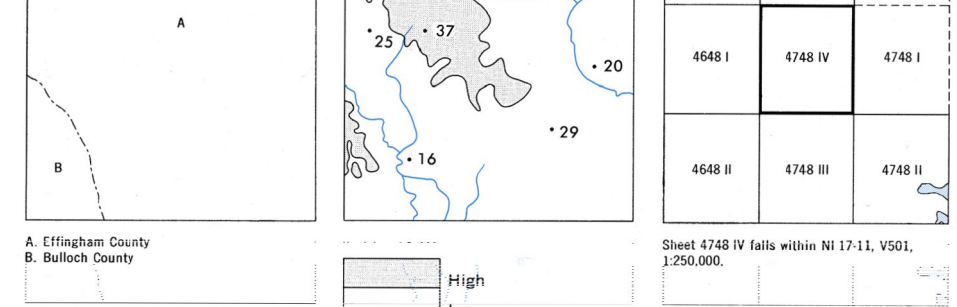 A
B
A. Effingham County
B. Bulloch County
25
37
20
29
16
High
4648 I
4748 IV
4748 I
4648 II
4748 III
4748 II
Sheet 4748 IV falls within NI 17-11, V501,
1:250,000.